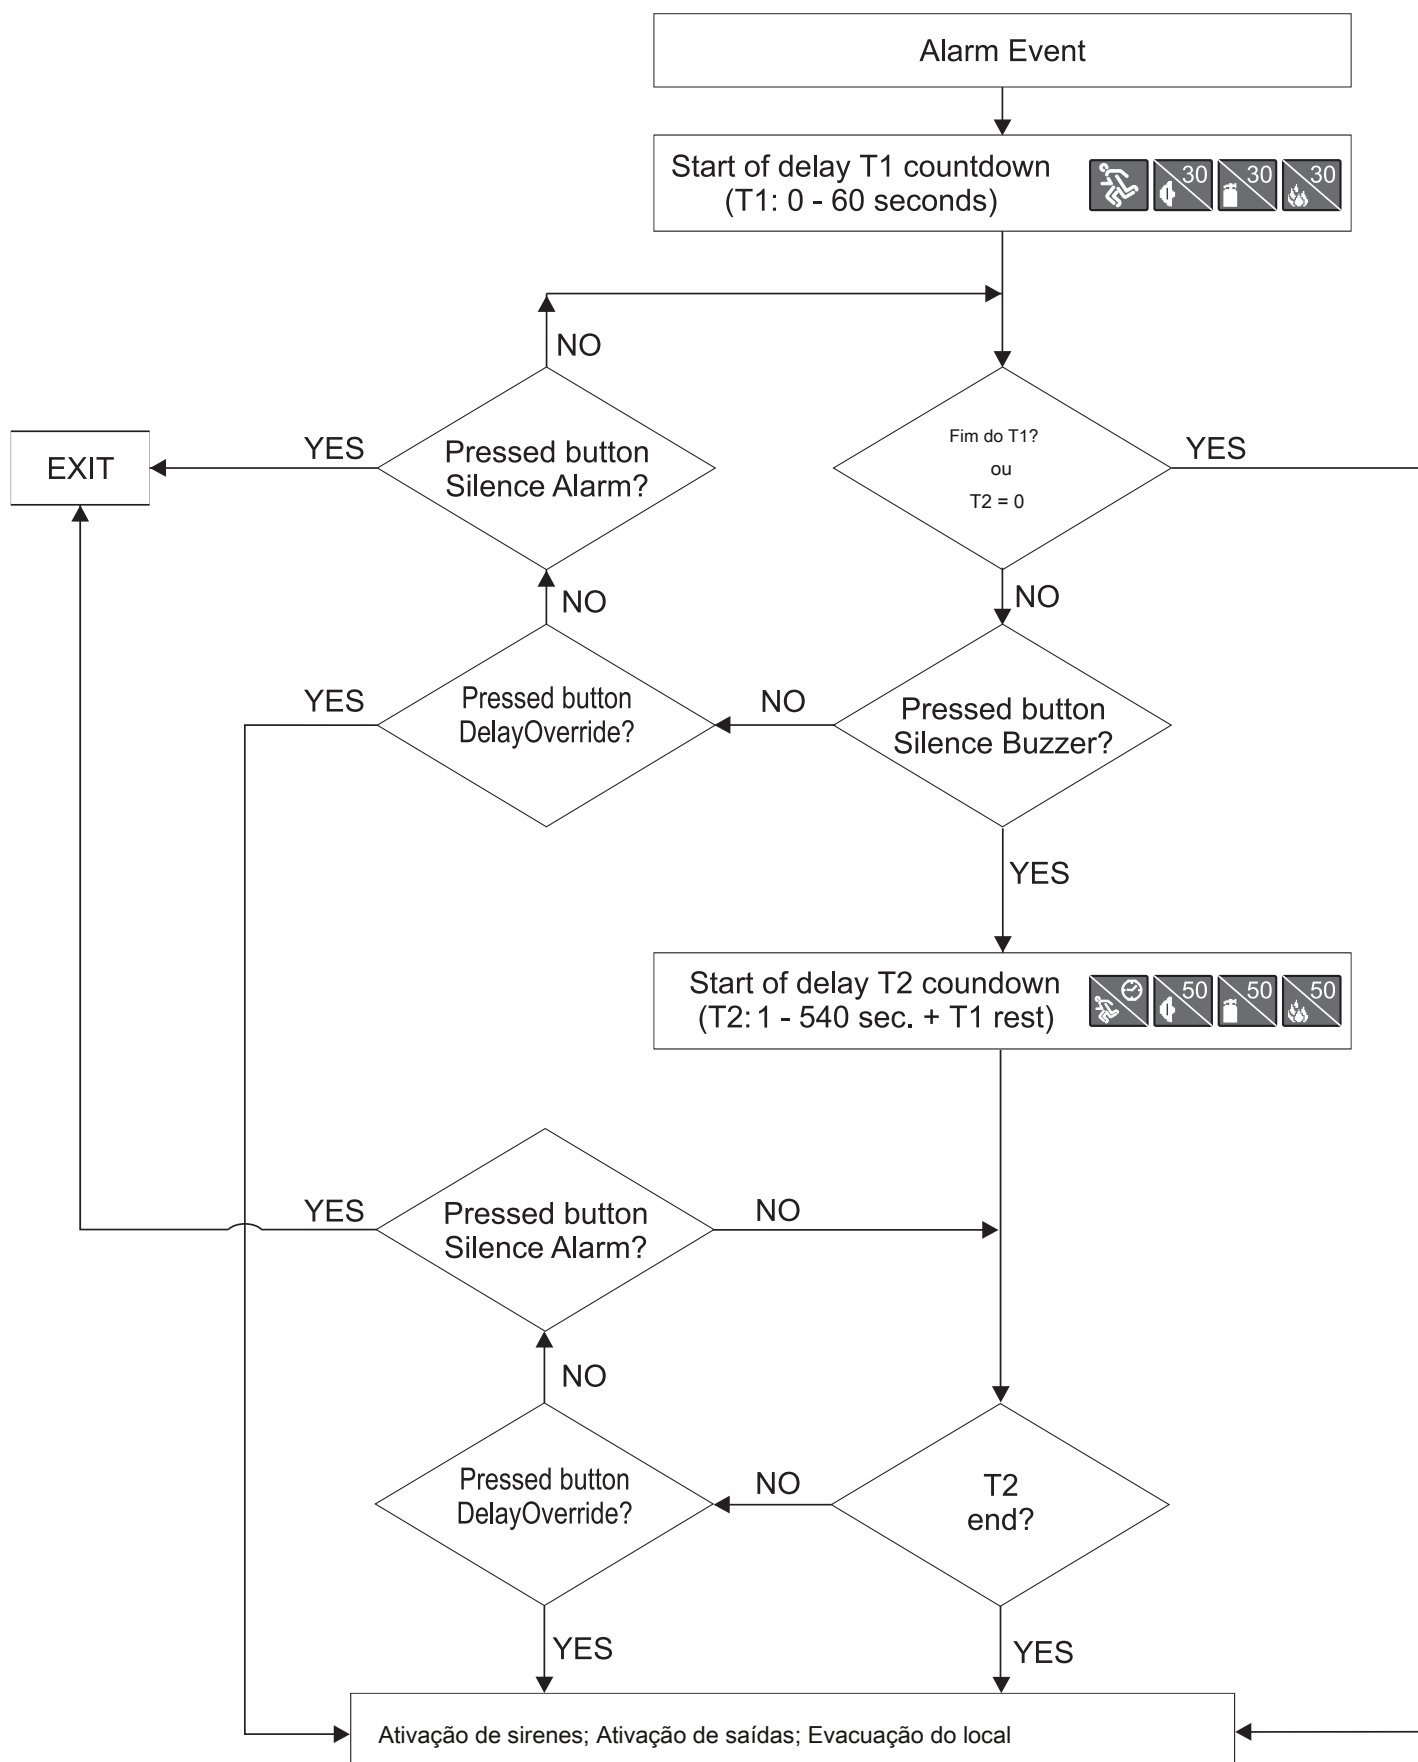 Alarm Event
Start of delay T1 countdown
(T1: 0 - 60 seconds)
30
30
30
NO
Pressed button
Silence Alarm?
YES
EXIT
Fim do T1?
ou
T2 = 0
YES
NO
NO
Pressed button
DelayOverride?
YES
NO
Pressed button
Silence Buzzer?
YES
Start of delay T2 coundown
(T2: 1 - 540 sec. + T1 rest)
50
50
50
YES
Pressed button
Silence Alarm?
NO
NO
Pressed button
DelayOverride?
NO
T2
end?
YES
YES
Ativação de sirenes; Ativação de saídas; Evacuação do local